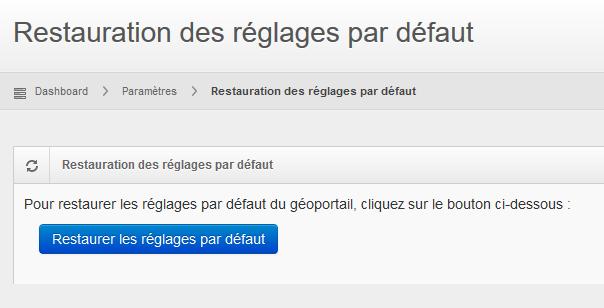 Restauration des réglages par défaut
Dashboard > Paramètres > Restauration des réglages par défaut
Restauration des réglages par défaut
Pour restaurer les réglages par défaut du géoportail, cliquez sur le bouton ci-dessous :
Restaurer les réglages par défaut